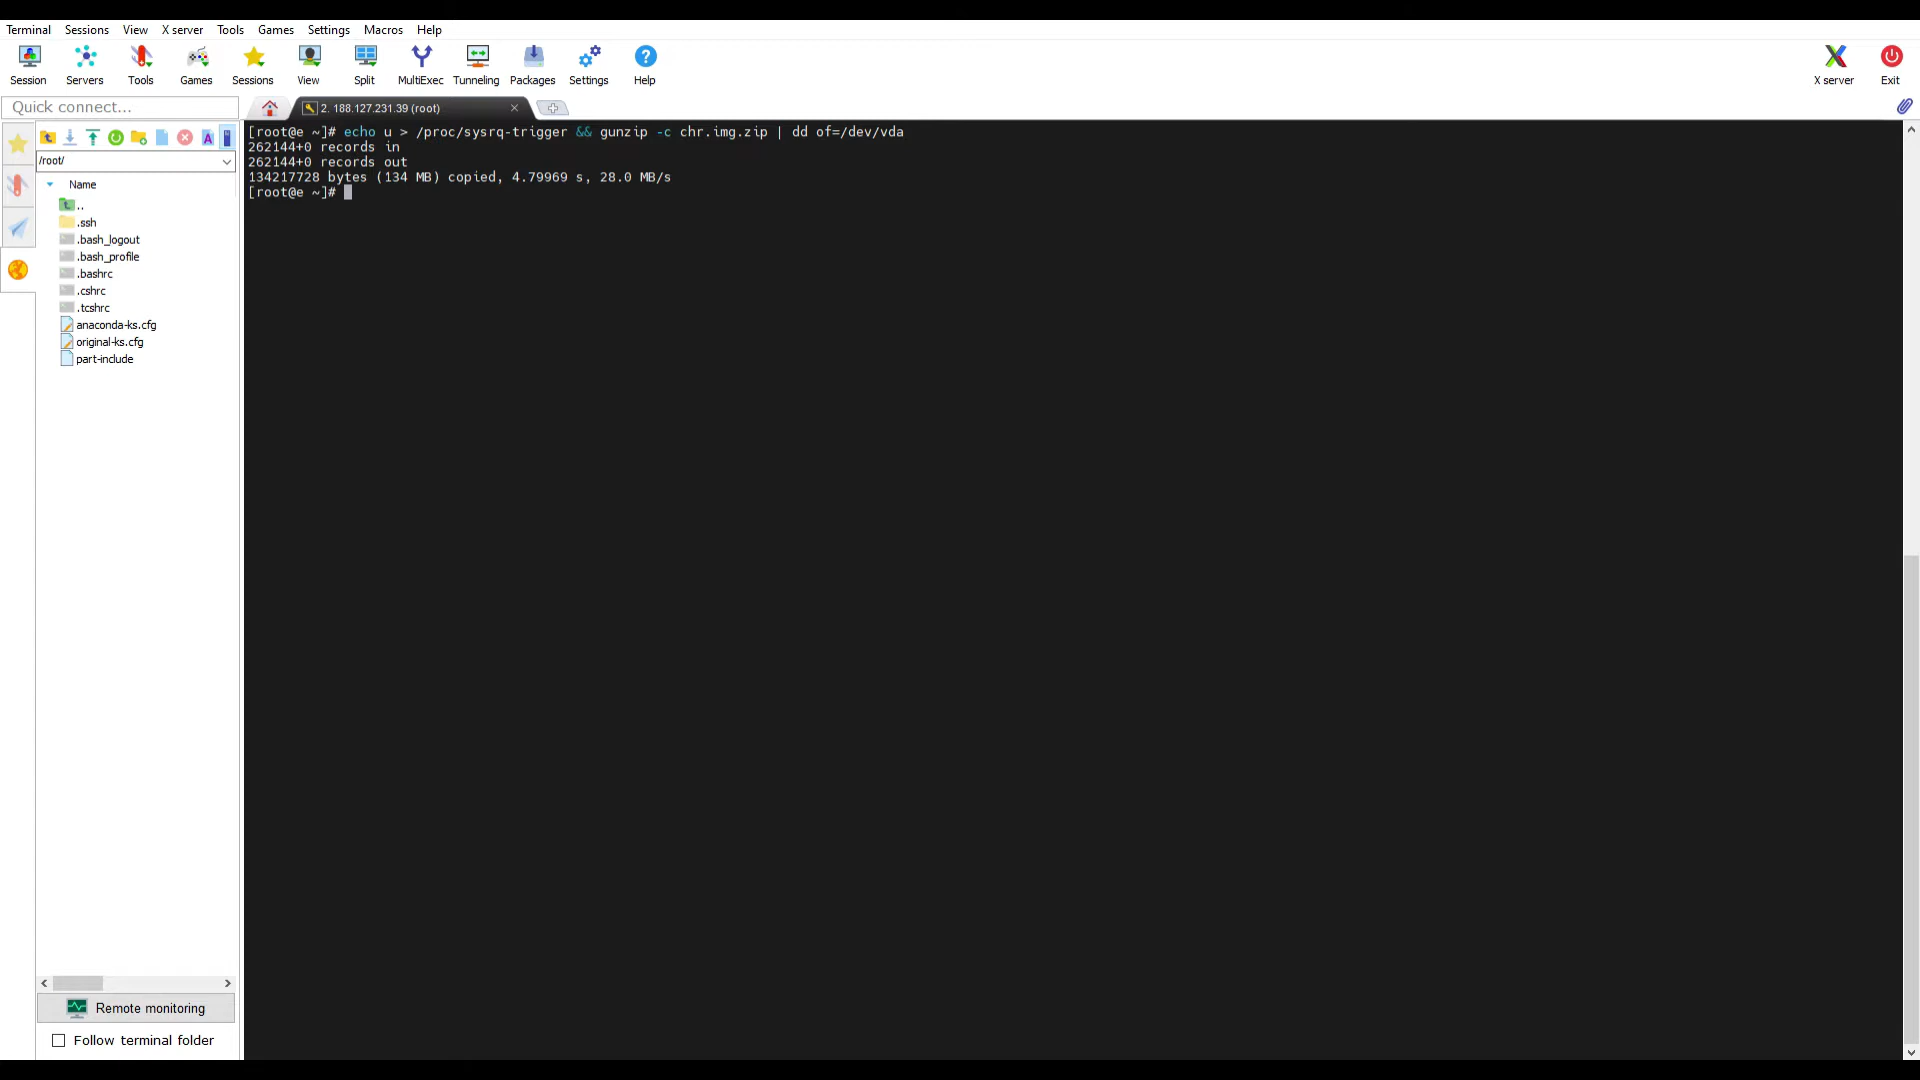 Terminal Sessions View X server Tools Games Settings Macros Help
Session Servers Tools Games Sessions View Split MultiExec Tunneling Packages Settings Help X server Exit
Quick connect...
2. 188.127.231.39 (root)
/root/
Name
..
.ssh
.bash_logout
.bash_profile
.bashrc
.cshrc
.tcshrc
anaconda-ks.cfg
original-ks.cfg
part-include
Remote monitoring
Follow terminal folder
[root@e ~]# echo u > /proc/sysrq-trigger && gunzip -c chr.img.zip | dd of=/dev/vda
262144+0 records in
262144+0 records out
134217728 bytes (134 MB) copied, 4.79969 s, 28.0 MB/s
[root@e ~]#